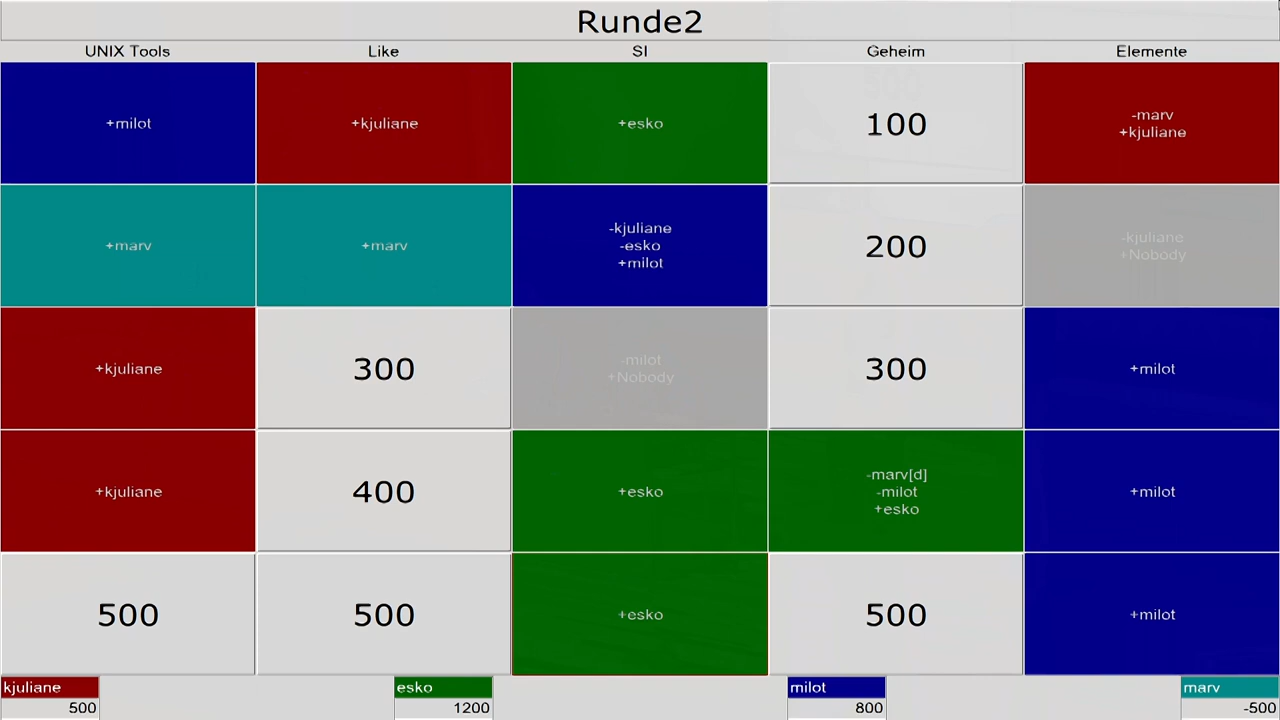 Runde2
UNIX Tools Like SI Geheim Elemente
+milot
+kjuliane
+esko
100
-marv
+kjuliane
+marv
+marv
-kjuliane
-esko
+milot
200
-kjuliane
+Nobody
+kjuliane
300
-milot
+Nobody
300
+milot
+kjuliane
400
+esko
-marv[d]
-milot
+esko
+milot
500
500
+esko
500
+milot
kjuliane
500
esko
1200
milot
800
marv
-500